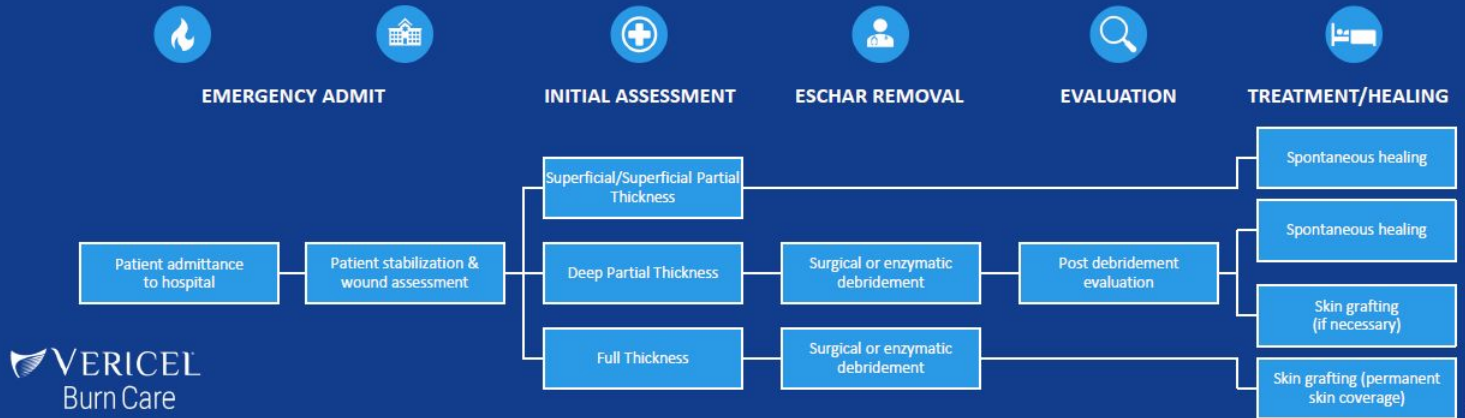 EMERGENCY ADMIT
INITIAL ASSESSMENT
ESCHAR REMOVAL
EVALUATION
TREATMENT/HEALING
Superficial/Superficial Partial
Thickness
Spontaneous healing
Patient admittance
to hospital
Patient stabilization &
wound assessment
Deep Partial Thickness
Surgical or enzymatic
debridement
Post debridement
evaluation
Spontaneous healing
Skin grafting
(if necessary)
Full Thickness
Surgical or enzymatic
debridement
Skin grafting (permanent
skin coverage)
VERICEL
Burn Care